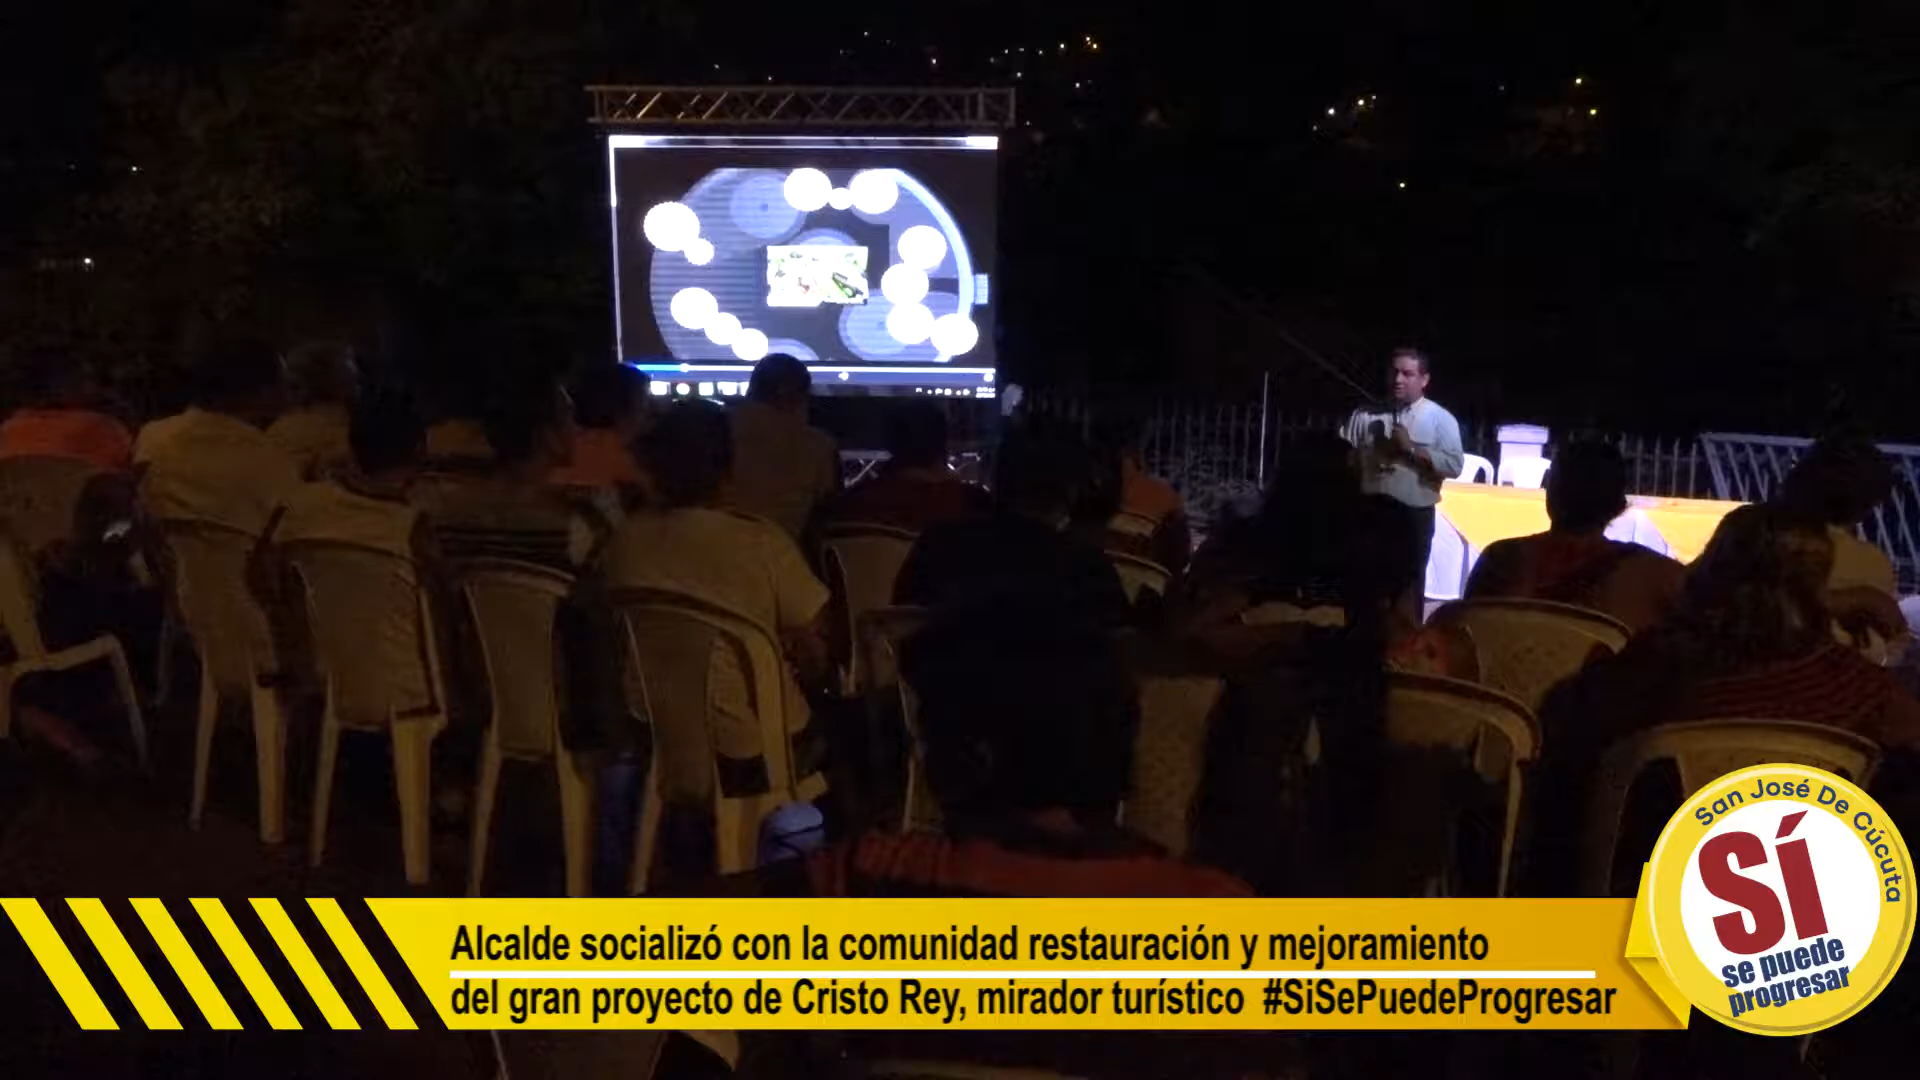 San José De Cúcuta
Sí
se puede
progresar
Alcalde socializó con la comunidad restauración y mejoramiento
del gran proyecto de Cristo Rey, mirador turístico #SiSePuedeProgresar